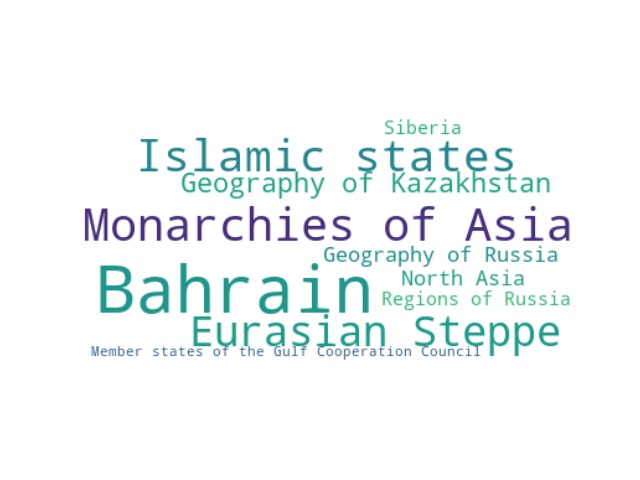 Siberia
Islamic states
Geography of Kazakhstan
Monarchies of Asia
Geography of Russia
Bahrain
North Asia
Regions of Russia
Eurasian Steppe
Member states of the Gulf Cooperation Council